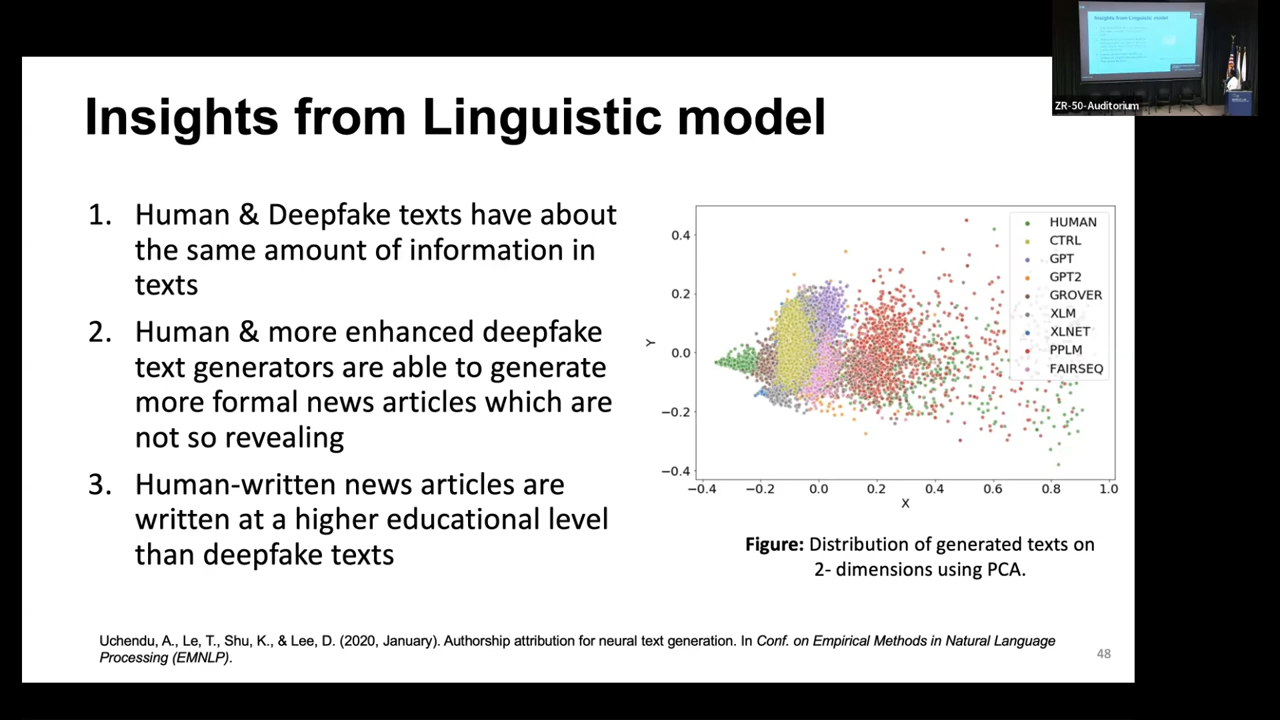 Insights from Linguistic model
ZR-50-Auditorium
Insights from Linguistic model
1. Human & Deepfake texts have about
the same amount of information in
texts
2. Human & more enhanced deepfake
text generators are able to generate
more formal news articles which are
not so revealing
3. Human-written news articles are
written at a higher educational level
than deepfake texts
0.4
0.2
0.0
−0.2
−0.4
Y
−0.4 −0.2 0.0 0.2 0.4 0.6 0.8 1.0
X
HUMAN
CTRL
GPT
GPT2
GROVER
XLM
XLNET
PPLM
FAIRSEQ
Figure: Distribution of generated texts on
2- dimensions using PCA.
Uchendu, A., Le, T., Shu, K., & Lee, D. (2020, January). Authorship attribution for neural text generation. In Conf. on Empirical Methods in Natural Language
Processing (EMNLP).
48